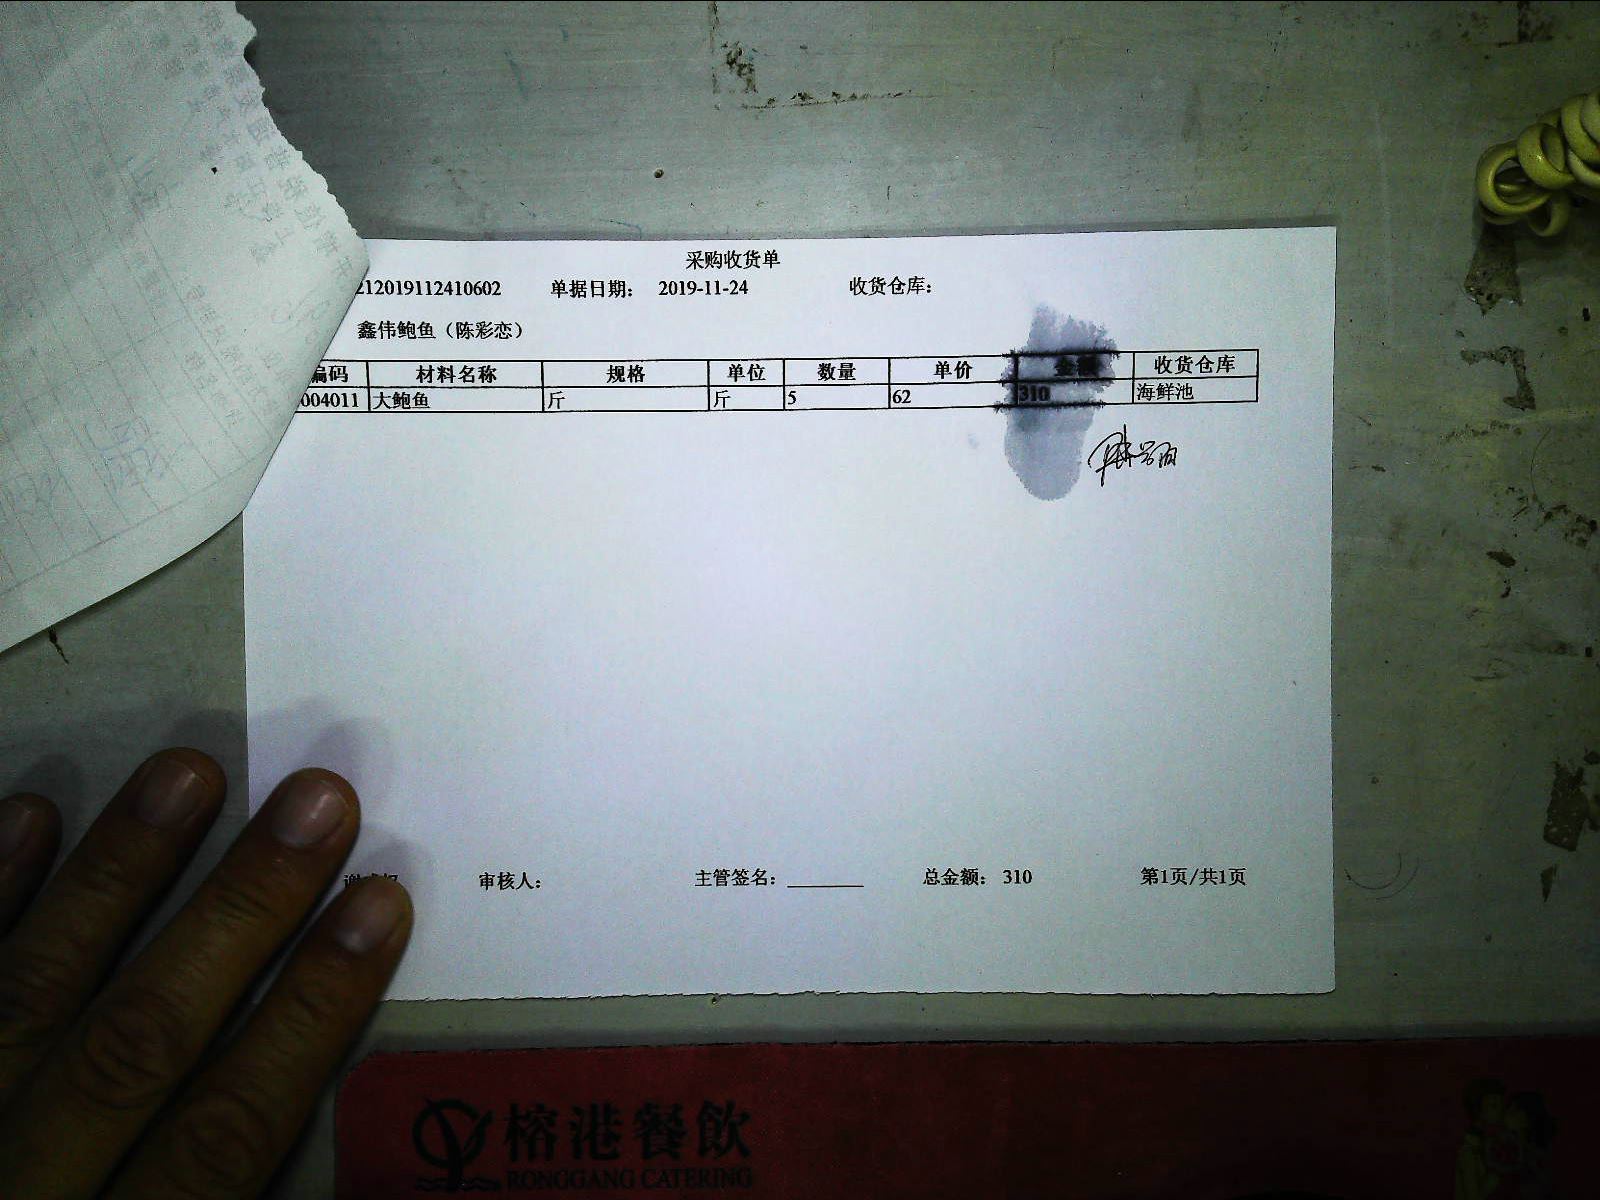 采购收货单
212019112410602 单据日期： 2019-11-24 收货仓库：
鑫伟鲍鱼（陈彩恋）
编码 材料名称 规格 单位 数量 单价 金额 收货仓库
004011 大鲍鱼 斤 斤 5 62 310 海鲜池
审核人： 主管签名： 总金额： 310 第1页/共1页
榕港餐飲
RONGGANG CATERING